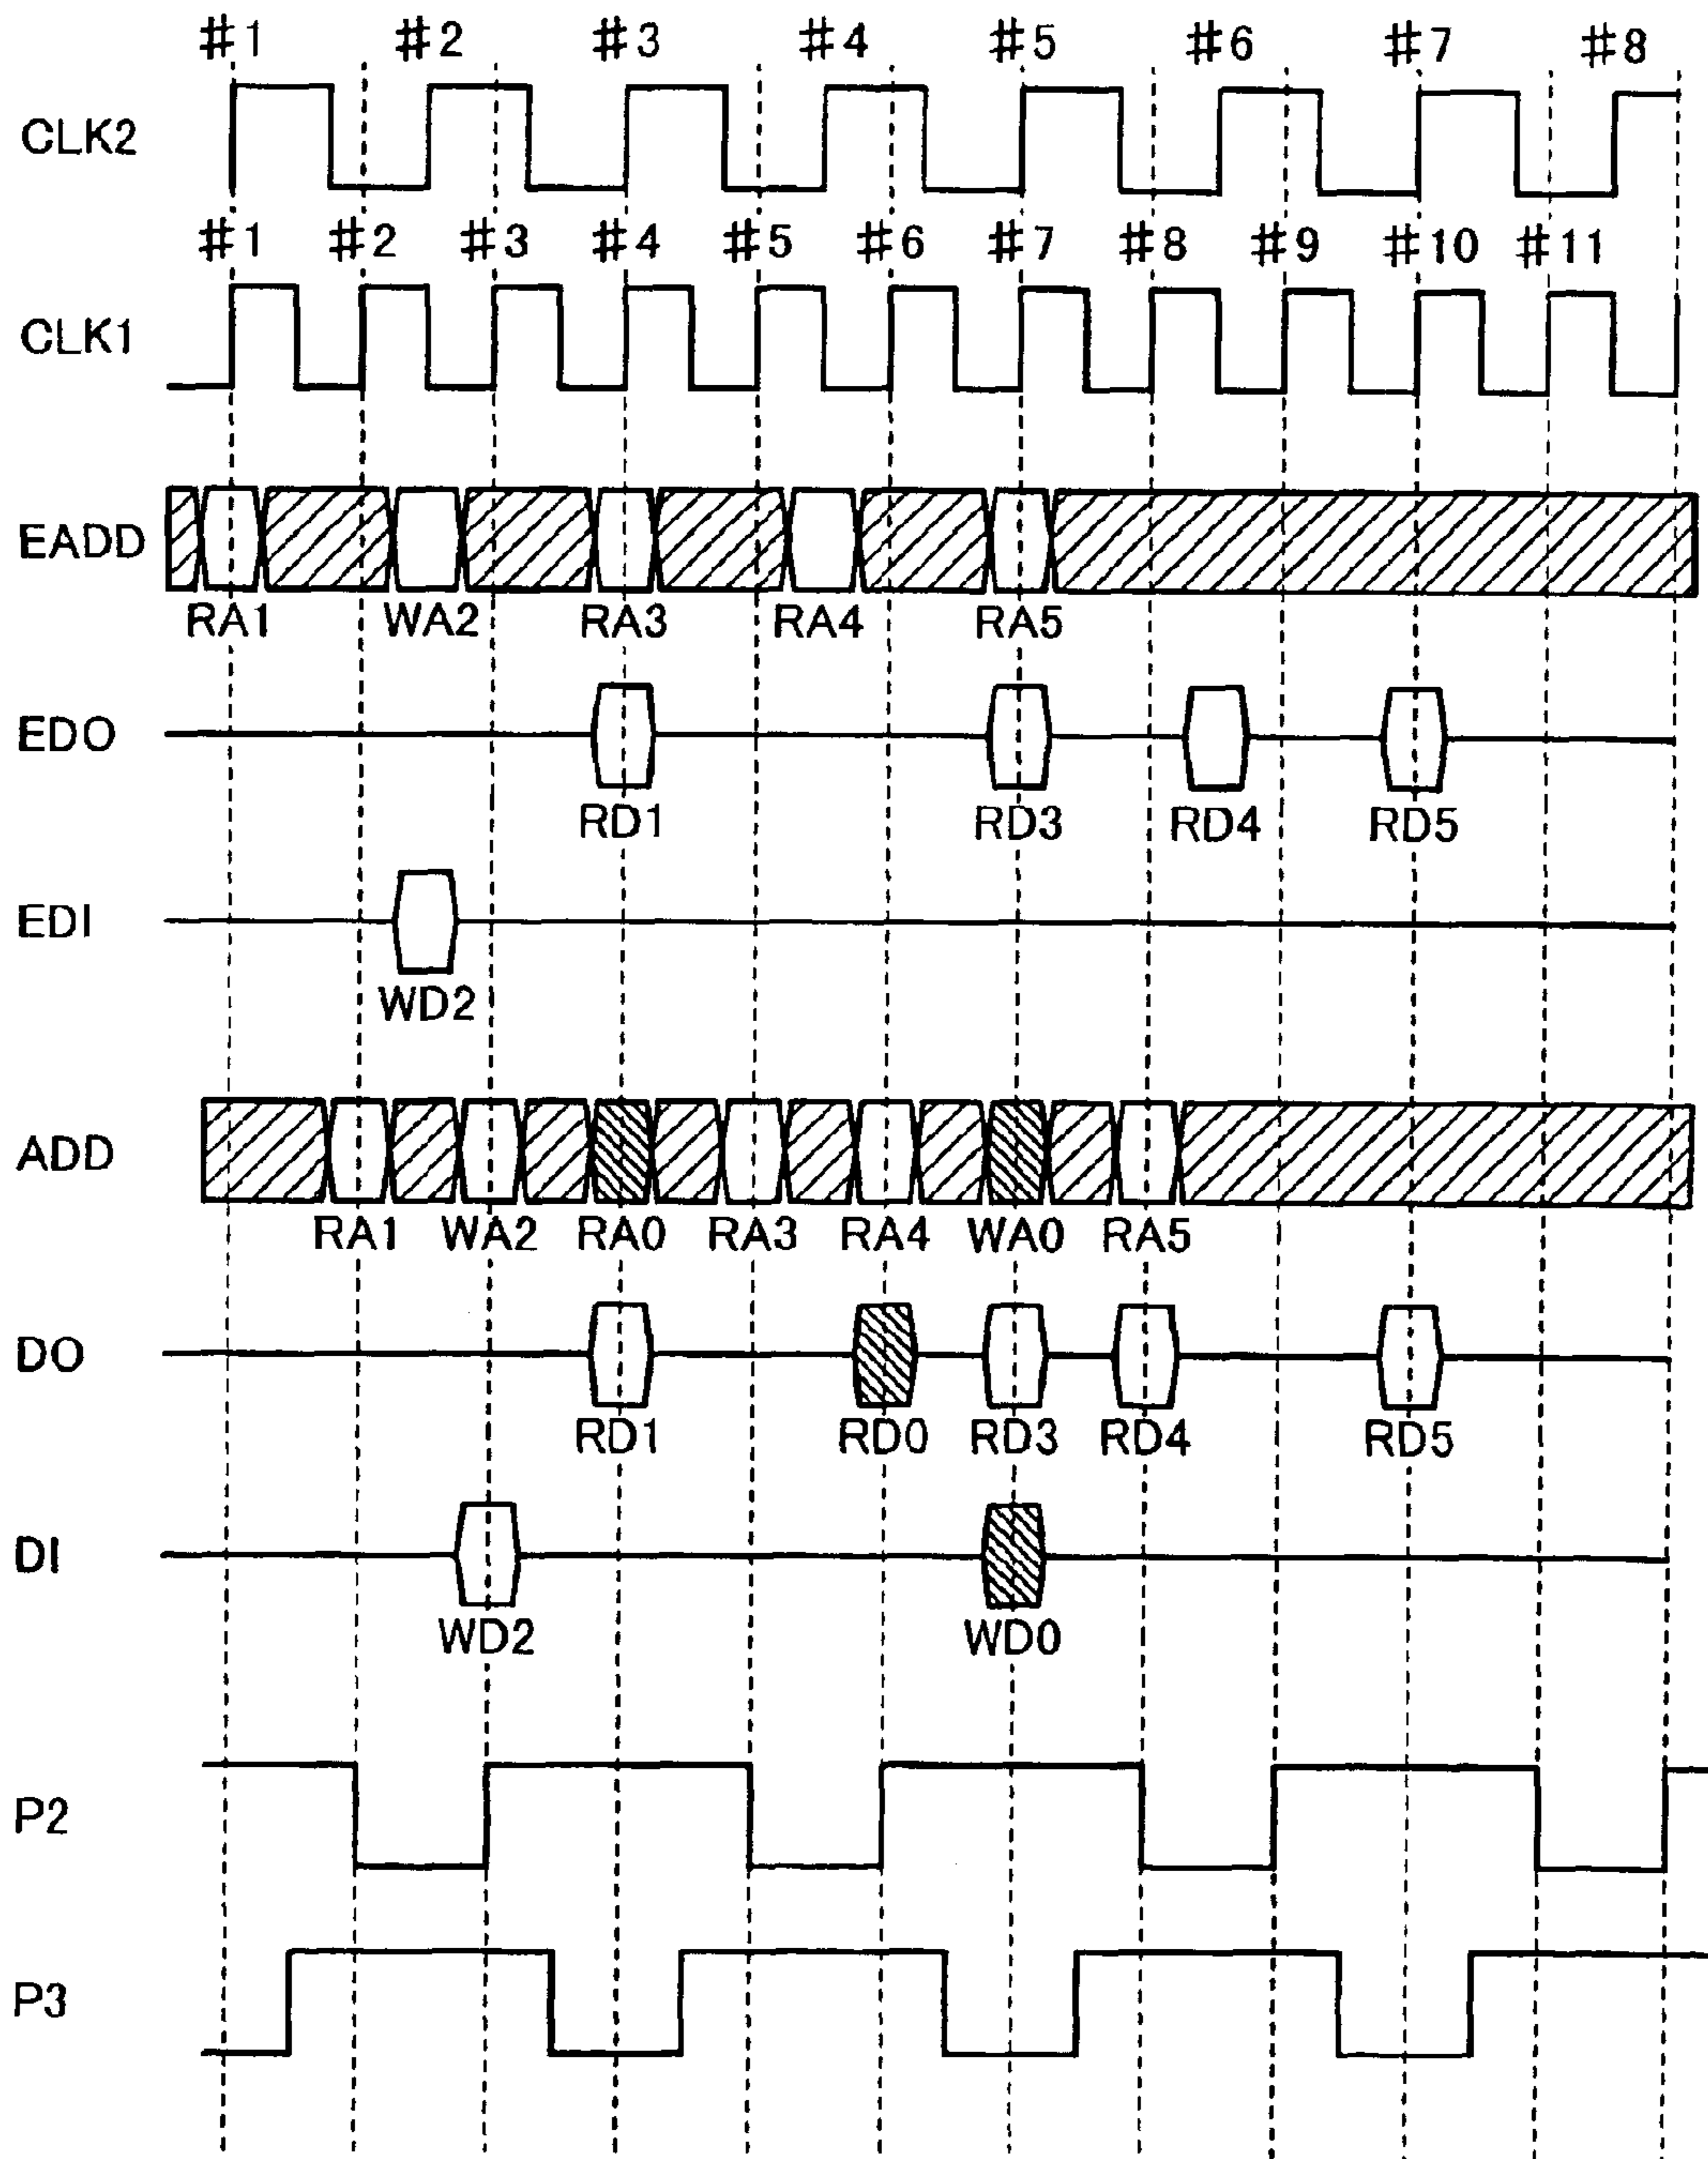 #1 #2 #3 #4 #5 #6 #7 #8
CLK2
#1 #2 #3 #4 #5 #6 #7 #8 #9 #10 #11
CLK1
EADD
RA1 WA2 RA3 RA4 RA5
EDO
RD1 RD3 RD4 RD5
EDI
WD2
ADD
RA1 WA2 RA0 RA3 RA4 WA0 RA5
DO
RD1 RD0 RD3 RD4 RD5
DI
WD2 WD0
P2
P3